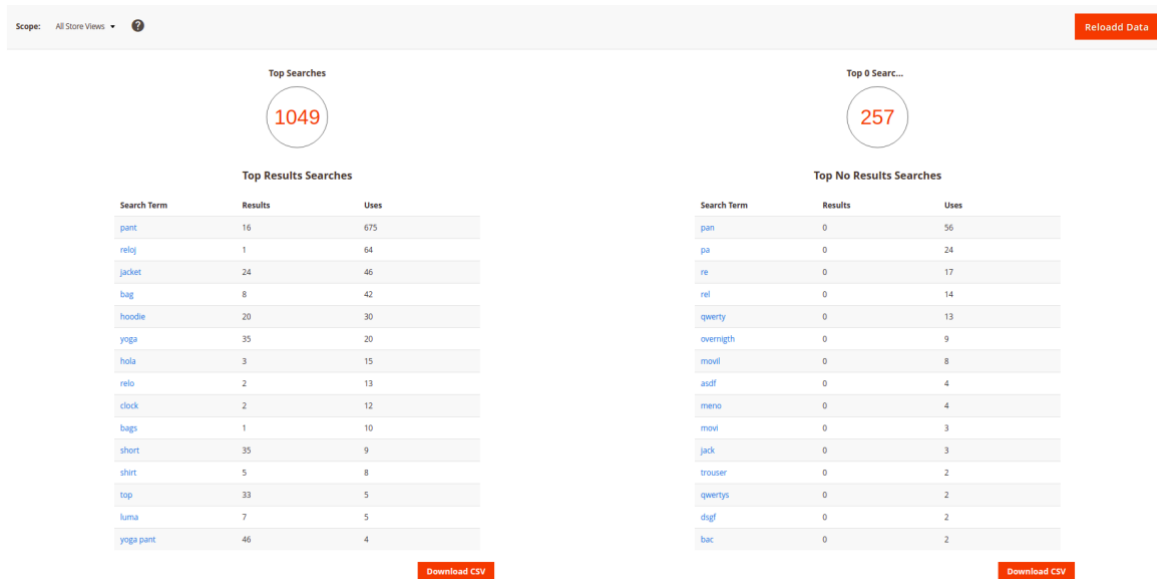 Scope: All Store Views ?
Reloadd Data
Top Searches
1049
Top Results Searches
Search Term Results Uses
pant 16 675
reloj 1 64
jacket 24 46
bag 8 42
hoodie 20 30
yoga 35 20
hola 3 15
relo 2 13
clock 2 12
bags 1 10
short 35 9
shirt 5 8
top 33 5
luma 7 5
yoga pant 46 4
Download CSV
Top 0 Searc...
257
Top No Results Searches
Search Term Results Uses
pan 0 56
pa 0 24
re 0 17
rel 0 14
qwerty 0 13
overnigth 0 9
movil 0 8
asdf 0 4
meno 0 4
movi 0 3
jack 0 3
trouser 0 2
qwertys 0 2
dsgf 0 2
bac 0 2
Download CSV